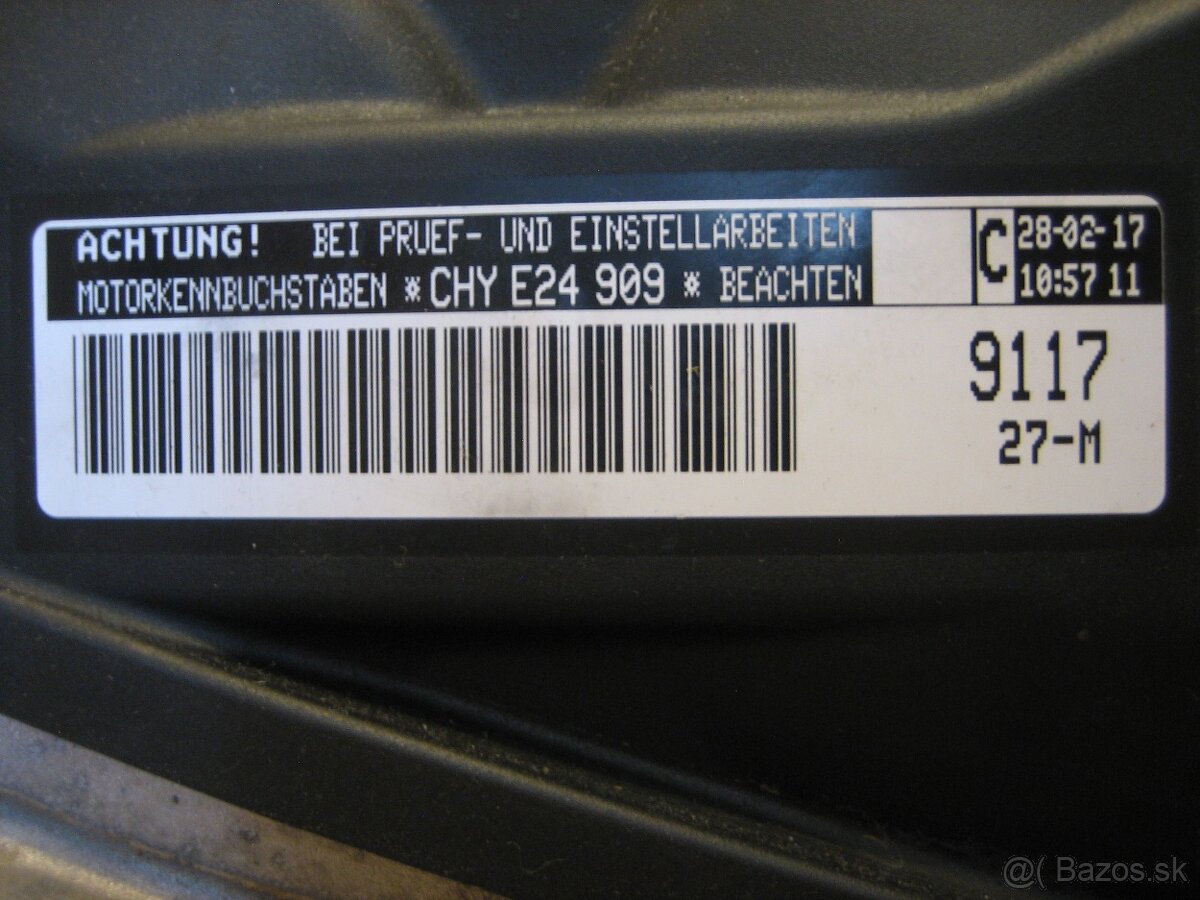 ACHTUNG! BEI PRUEF- UND EINSTELLARBEITEN
MOTORKENNBUCHSTABEN *CHY E24 909 * BEACHTEN
C
28-02-17
10:57 11
9117
27-M
@( Bazos.sk